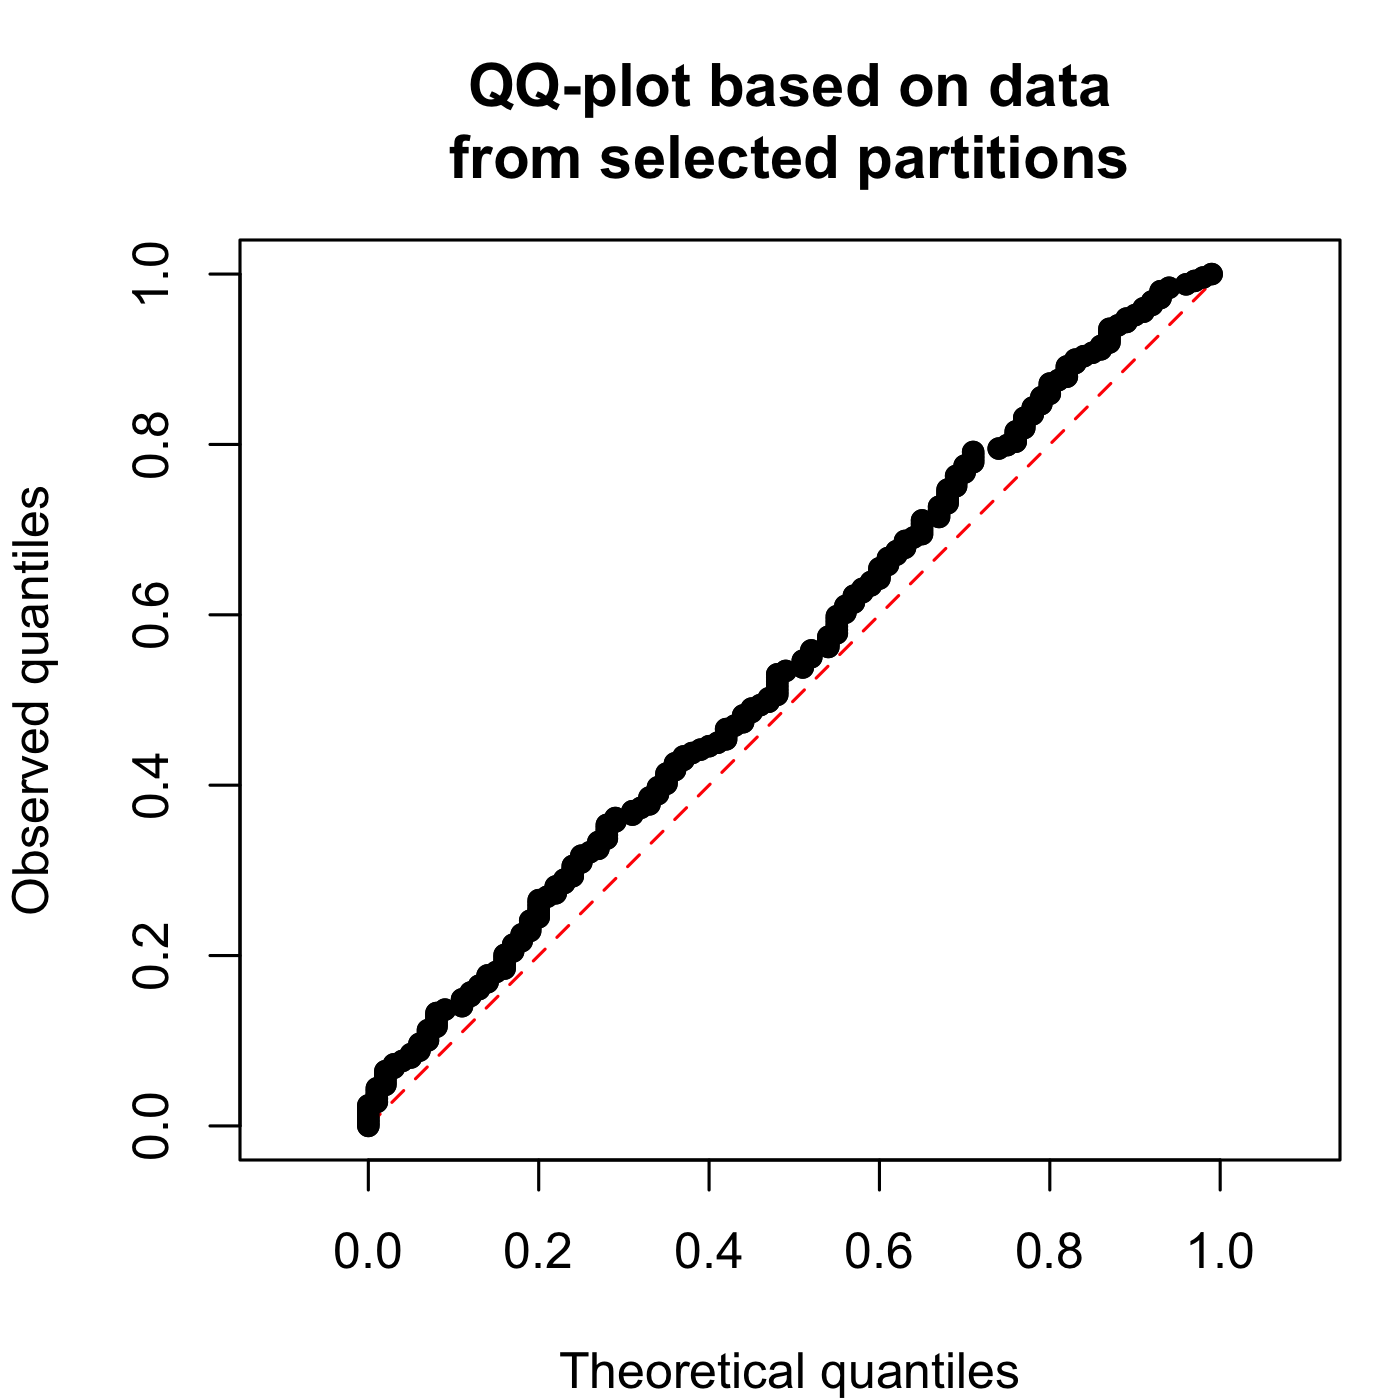 QQ-plot based on data
from selected partitions
1.0
0.8
0.6
0.4
0.2
0.0
Observed quantiles
0.0 0.2 0.4 0.6 0.8 1.0
Theoretical quantiles